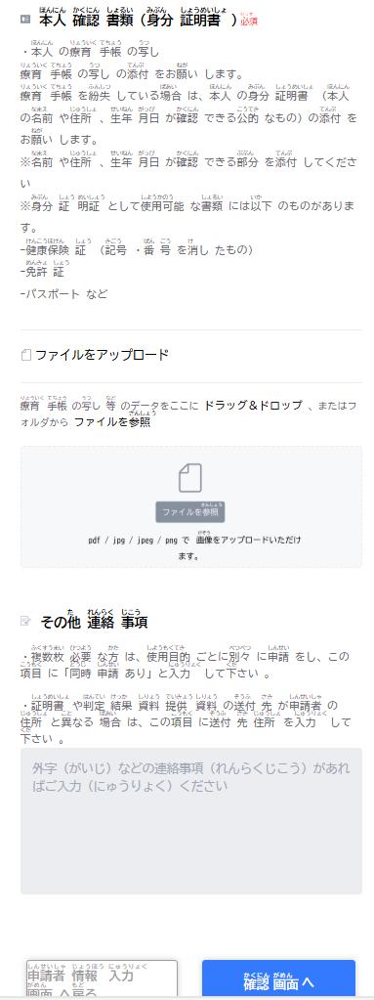 本人 確認 書類 (身分 証明書 ) 必須
・本人 の療育 手帳 の写し
療育 手帳 の写し の添付 をお願い します。
療育 手帳 を紛失 している場合 は、本人 の身分 証明書 (本人
の名前 や住所 、生年 月日 が確認 できる公的 なもの)の添付 を
お願い します。
※名前 や住所 、生年 月日 が確認 できる部分 を添付 してくださ
い
※身分 証 明証 として使用可能 な書類 には以下 のものがありま
す。
-健康保険 証 (記号 ・番 号 を消し たもの)
-免許 証
-パスポート など
ファイルをアップロード
療育 手帳 の写し 等 のデータをここに ドラッグ&ドロップ 、またはフ
ォルダから ファイルを参照
ファイルを参照
pdf / jpg / jpeg / png で 画像をアップロードいただけ
ます。
その他 連絡 事項
・複数枚 必要 な方 は、使用目的 ごとに別々 に申請 をし、この
項目 に「同時 申請 あり」と入力 して下さい 。
・証明書 や判定 結果 資料 提供 資料 の送付 先 が申請者 の
住所 と異なる 場合 は、この項目 に送付 先 住所 を入力 して
下さい 。
外字(がいじ)などの連絡事項(れんらくじこう)があれ
ばご入力(にゅうりょく)ください
申請者 情報 入力
画面 へ戻る
確認 画面 へ